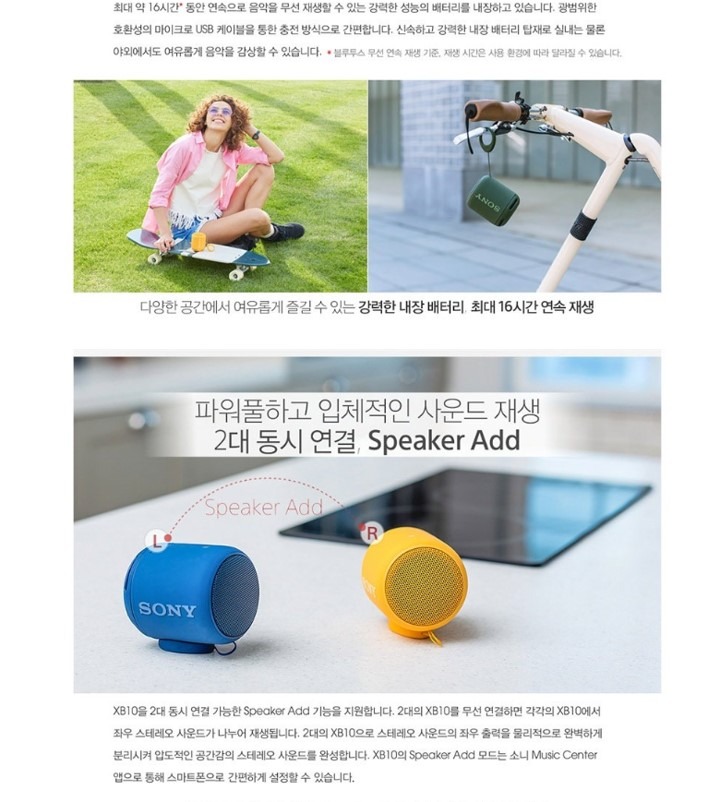 최대 약 16시간* 동안 연속으로 음악을 무선 재생할 수 있는 강력한 성능의 배터리를 내장하고 있습니다. 광범위한
호환성의 마이크로 USB 케이블을 통한 충전 방식으로 간편합니다. 신속하고 강력한 내장 배터리 탑재로 실내는 물론
야외에서도 여유롭게 음악을 감상할 수 있습니다. * 블루투스 무선 연속 재생 기준, 재생 시간은 사용 환경에 따라 달라질 수 있습니다.
SONY
다양한 공간에서 여유롭게 즐길 수 있는 강력한 내장 배터리, 최대 16시간 연속 재생
파워풀하고 입체적인 사운드 재생
2대 동시 연결, Speaker Add
Speaker Add
L
R
SONY
SONY
XB10을 2대 동시 연결 가능한 Speaker Add 기능을 지원합니다. 2대의 XB10를 무선 연결하면 각각의 XB10에서
좌우 스테레오 사운드가 나누어 재생됩니다. 2대의 XB10으로 스테레오 사운드의 좌우 출력을 물리적으로 완벽하게
분리시켜 압도적인 공간감의 스테레오 사운드를 완성합니다. XB10의 Speaker Add 모드는 소니 Music Center
앱으로 통해 스마트폰으로 간편하게 설정할 수 있습니다.